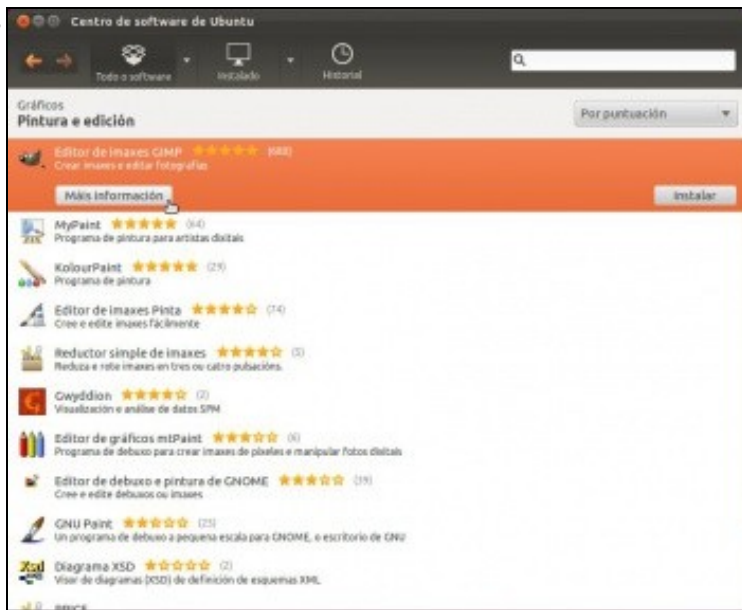 Centro de software de Ubuntu
Todo o software
Instalado
Historial
Gráficos
Pintura e edición
Por puntuación
Editor de imaxes GIMP (688)
Crear imaxes e editar fotografías
Máis información
Instalar
MyPaint (64)
Programa de pintura para artistas dixitais
KolourPaint (29)
Programa de pintura
Editor de imaxes Pinta (74)
Cree e edite imaxes facilmente
Reductor simple de imaxes (5)
Reduza e rote imaxes en tres ou catro pulsacións.
Gwyddion (2)
Visualización e análise de datos SPM
Editor de gráficos mtPaint (6)
Programa de debuxo para crear imaxes de píxeles e manipular fotos dixitais
Editor de debuxo e pintura de GNOME (39)
Cree e edite debuxos ou imaxes
GNU Paint (25)
Un programa de debuxo a pequena escala para GNOME, o escritorio de GNU
Diagrama XSD (2)
Visor de diagramas (XSD) de definición de esquemas XML.